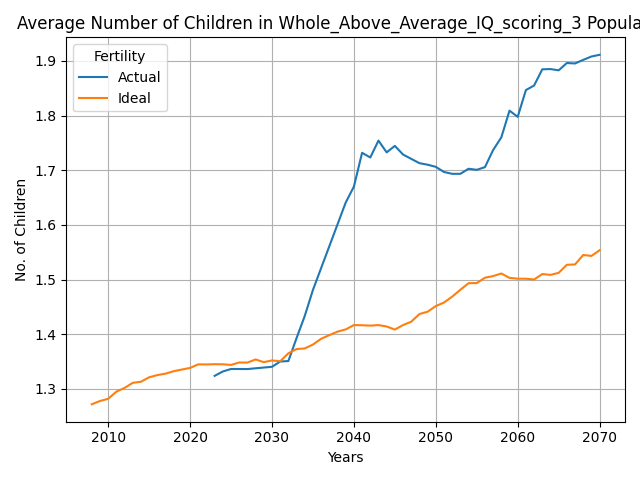 Average Number of Children in Whole_Above_Average_IQ_scoring_3 Popula
Fertility
Actual
Ideal
1.9
1.8
1.7
1.6
1.5
1.4
1.3
No. of Children
2010 2020 2030 2040 2050 2060 2070
Years